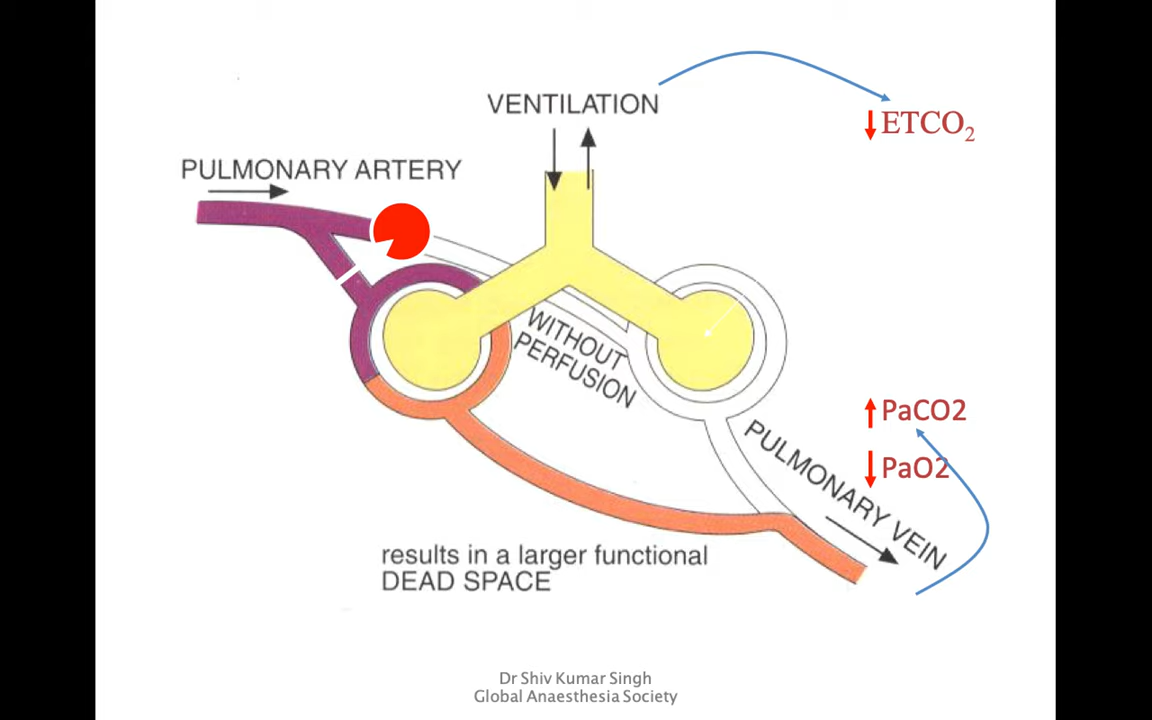 VENTILATION
↓ETCO₂
PULMONARY ARTERY
WITHOUT
PERFUSION
↑ PaCO2
↓ PaO2
PULMONARY VEIN
results in a larger functional
DEAD SPACE
Dr Shiv Kumar Singh
Global Anaesthesia Society